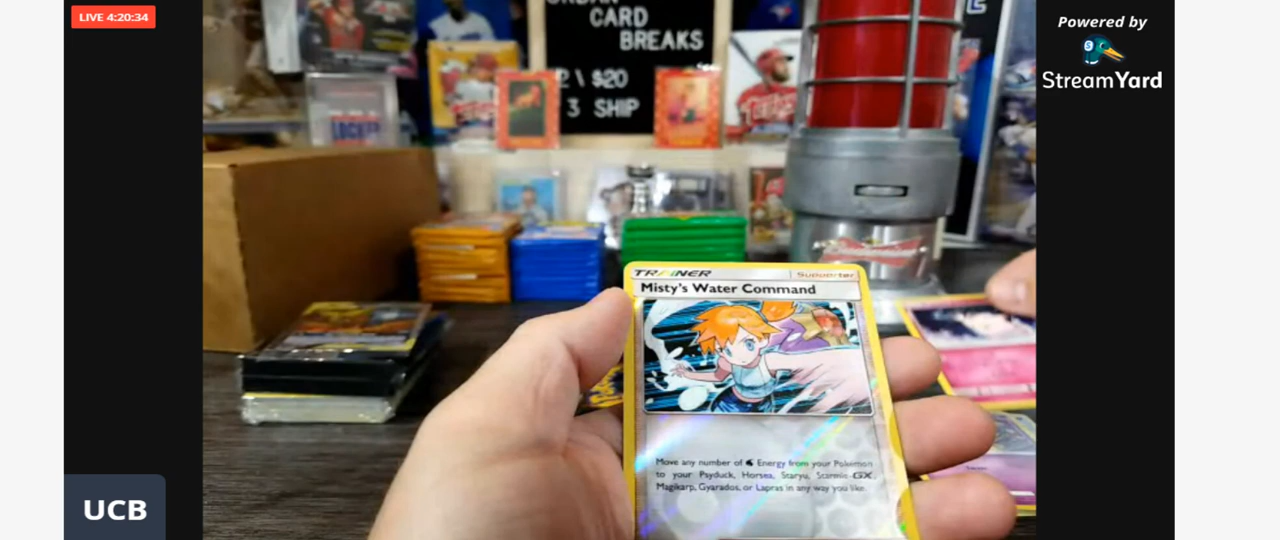 LIVE 4:20:34
CARD
BREAKS
2 \ $20
3 SHIP
Powered by
StreamYard
TRAINER
Supporter
Misty's Water Command
Move any number of Energy from your Pokémon
to your Psyduck, Horsea, Staryu, Starmie-GX,
Magikarp, Gyarados, or Lapras in any way you like.
UCB